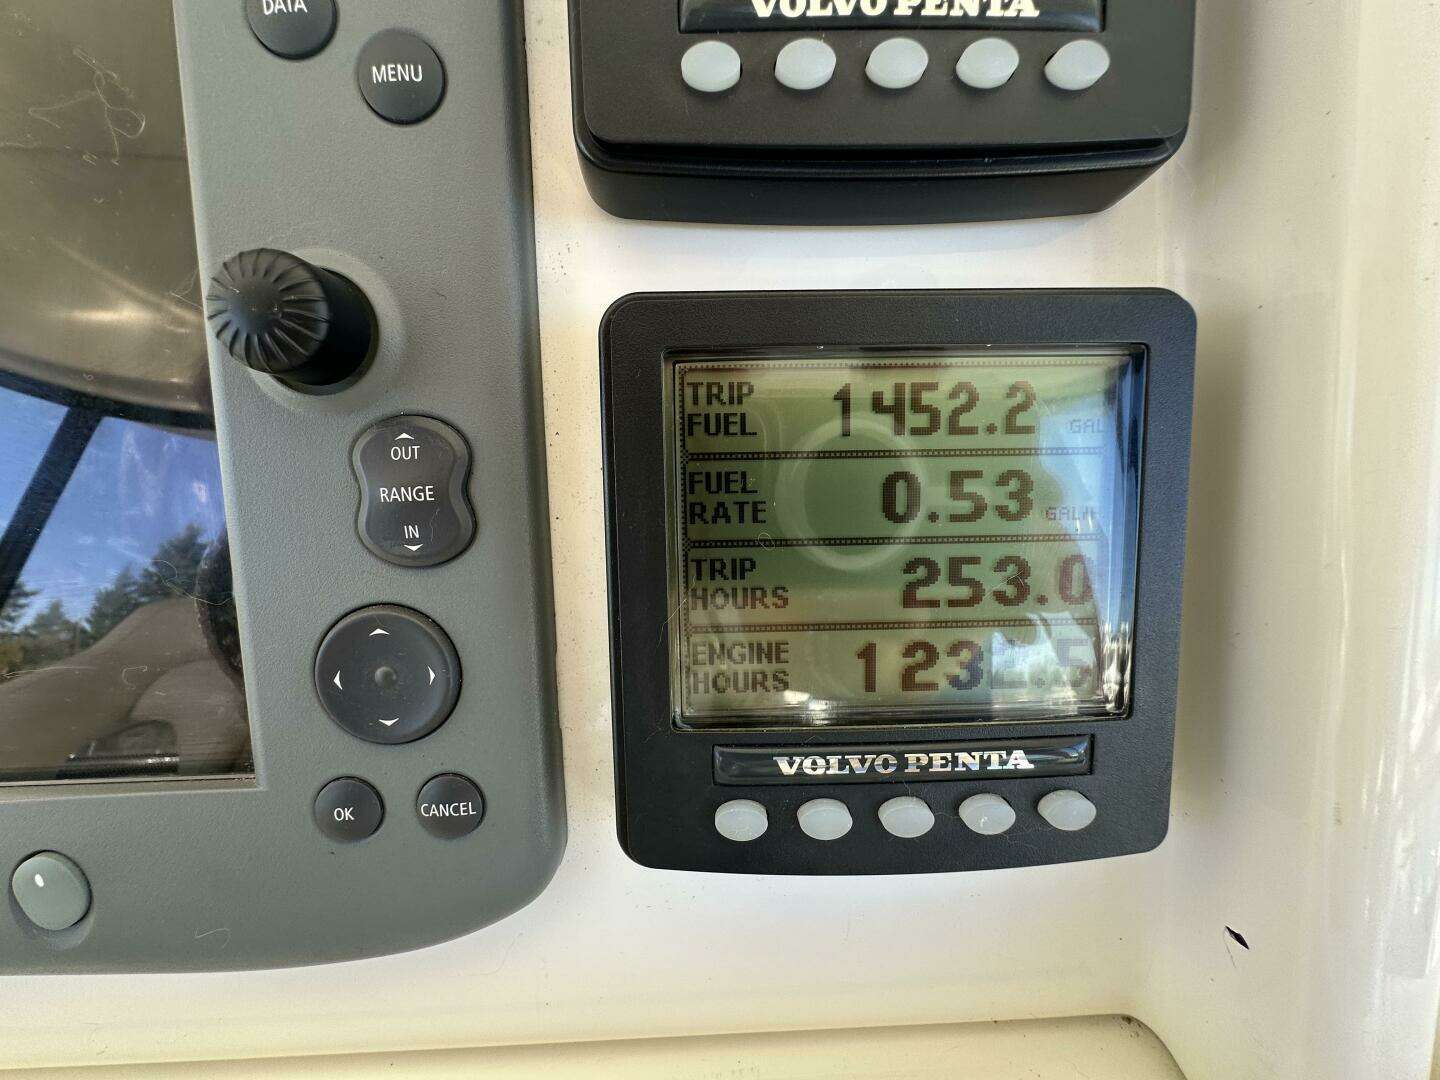 DATA
MENU
OUT
RANGE
IN
OK
CANCEL
VOLVO PENTA
TRIP FUEL 1452.2 GAL
FUEL RATE 0.53
TRIP HOURS 253.0
ENGINE HOURS
VOLVO PENTA